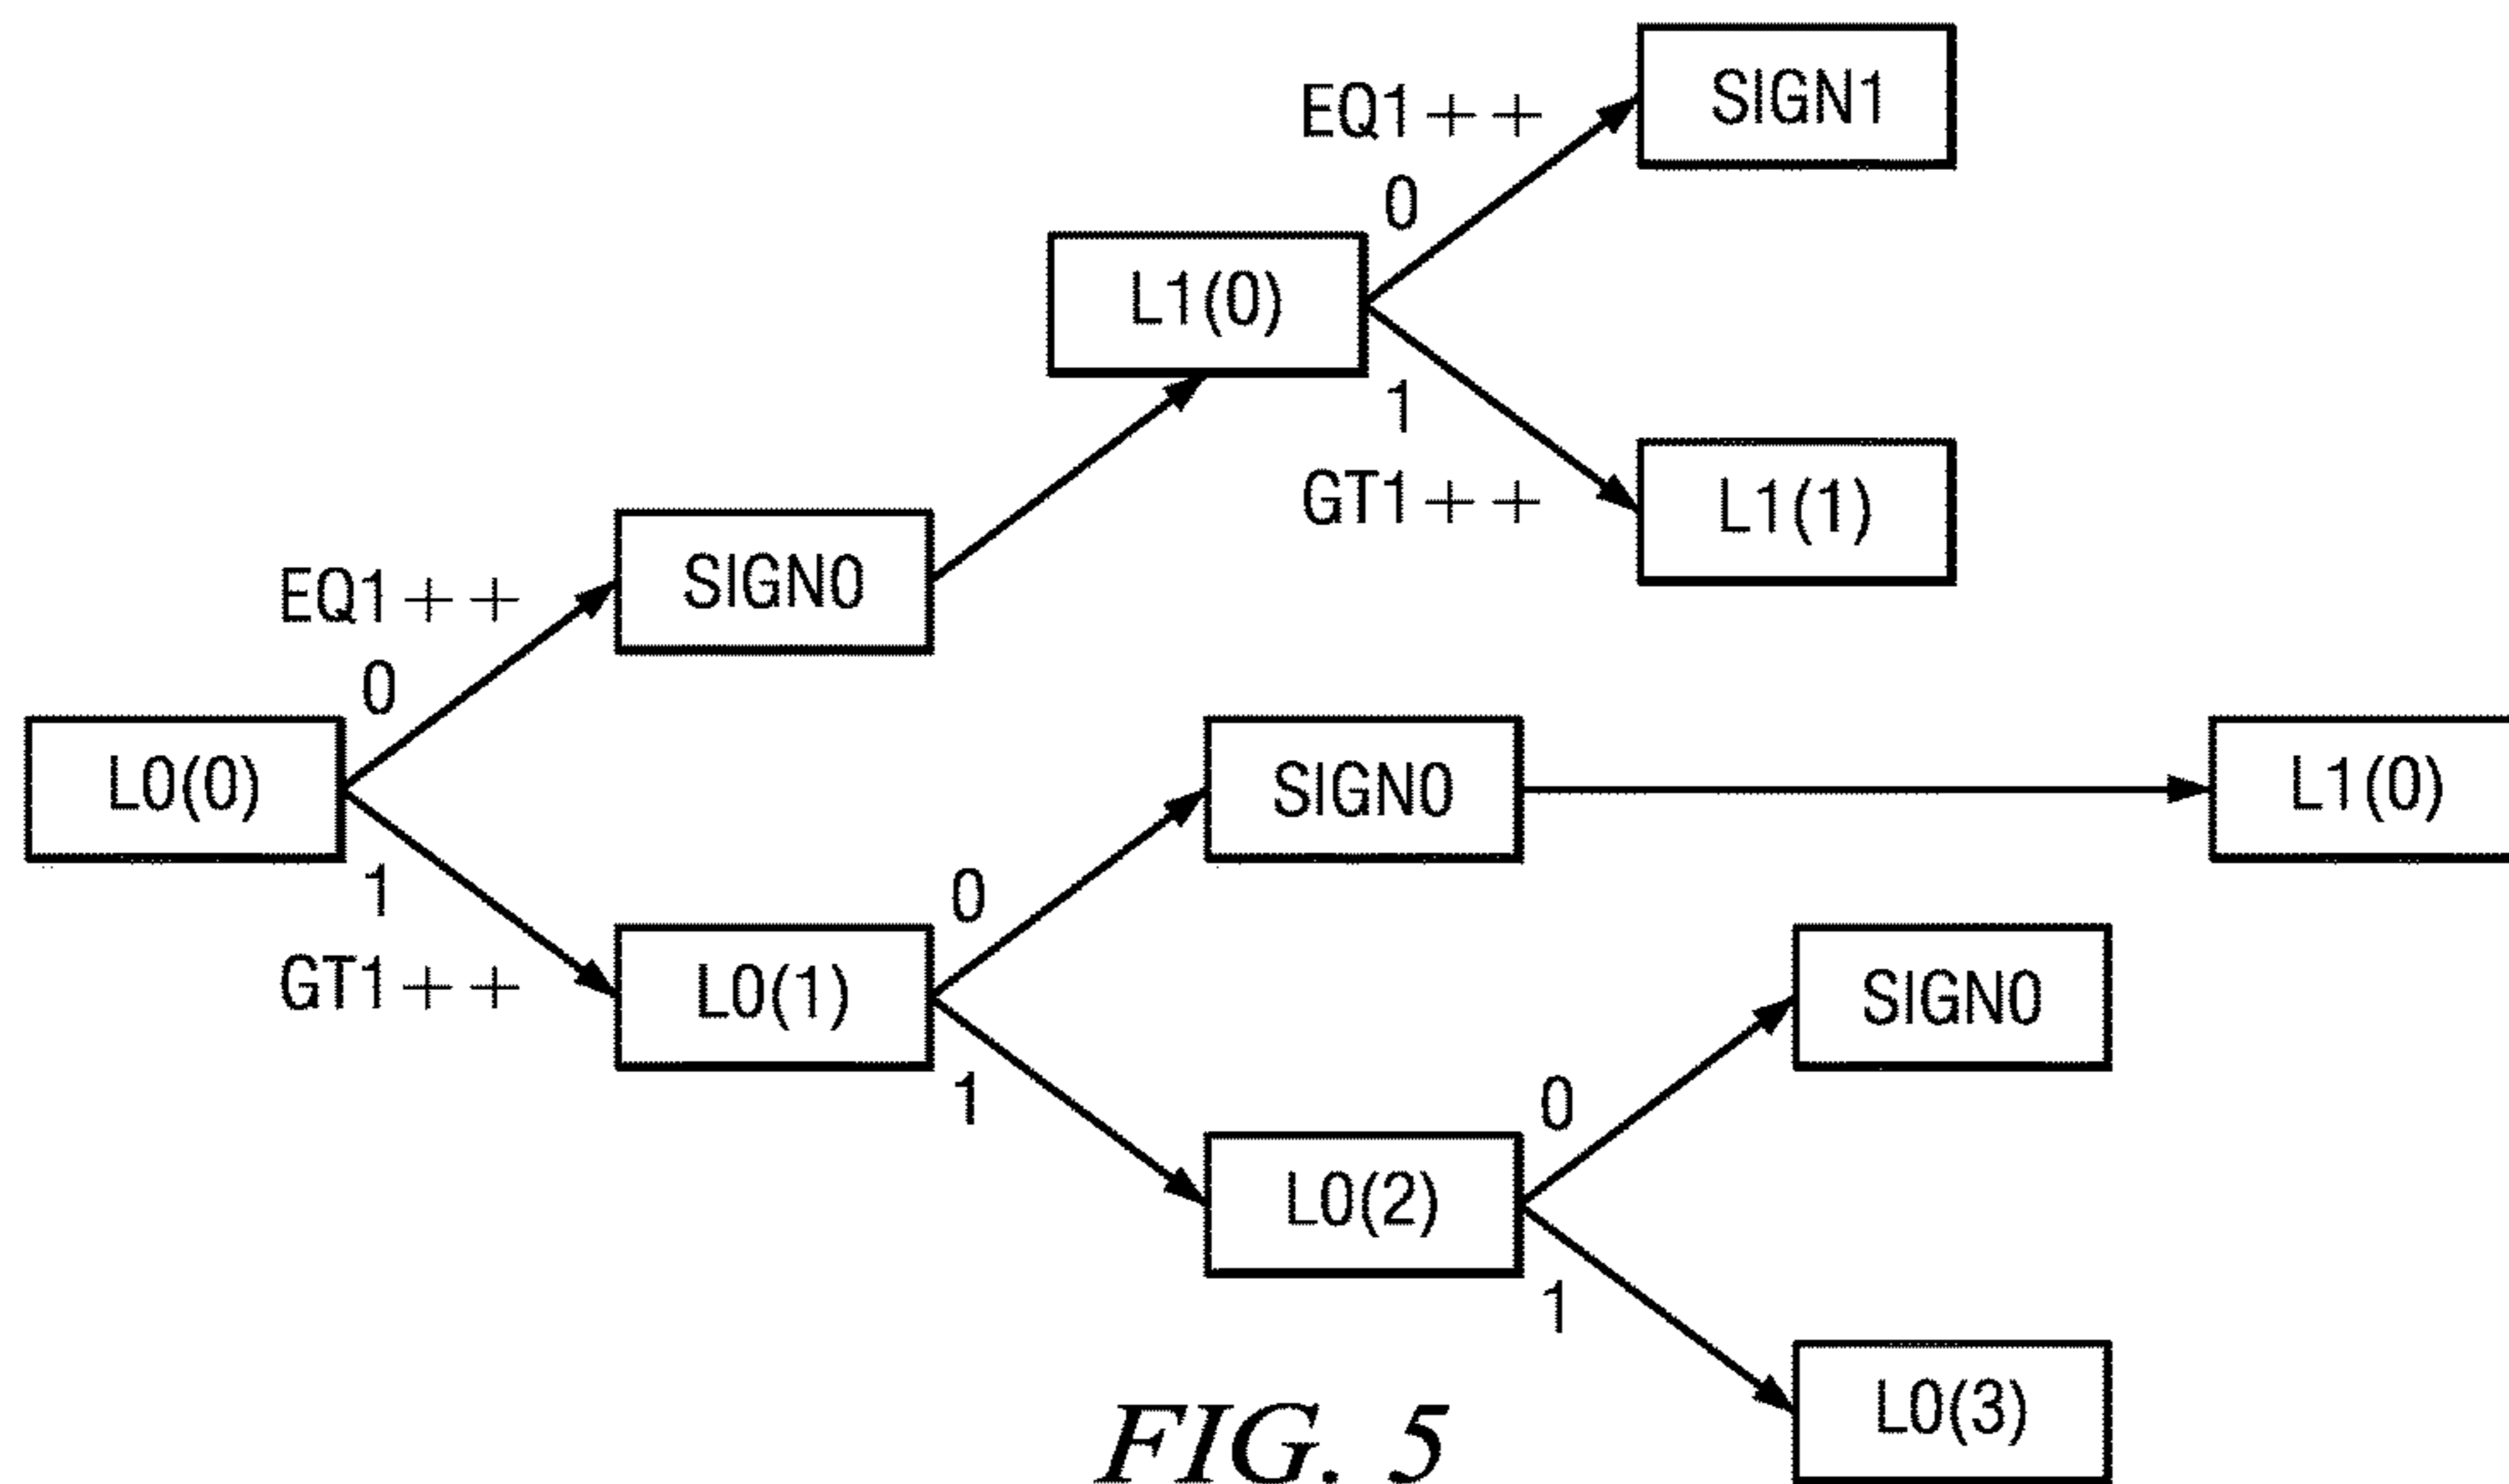 SIGN1
EQ1++
0
L1(0)
1
GT1++
L1(1)
SIGN0
EQ1++
0
L0(0)
1
GT1++
SIGN0
L1(0)
0
L0(1)
1
SIGN0
0
L0(2)
1
L0(3)
FIG. 5